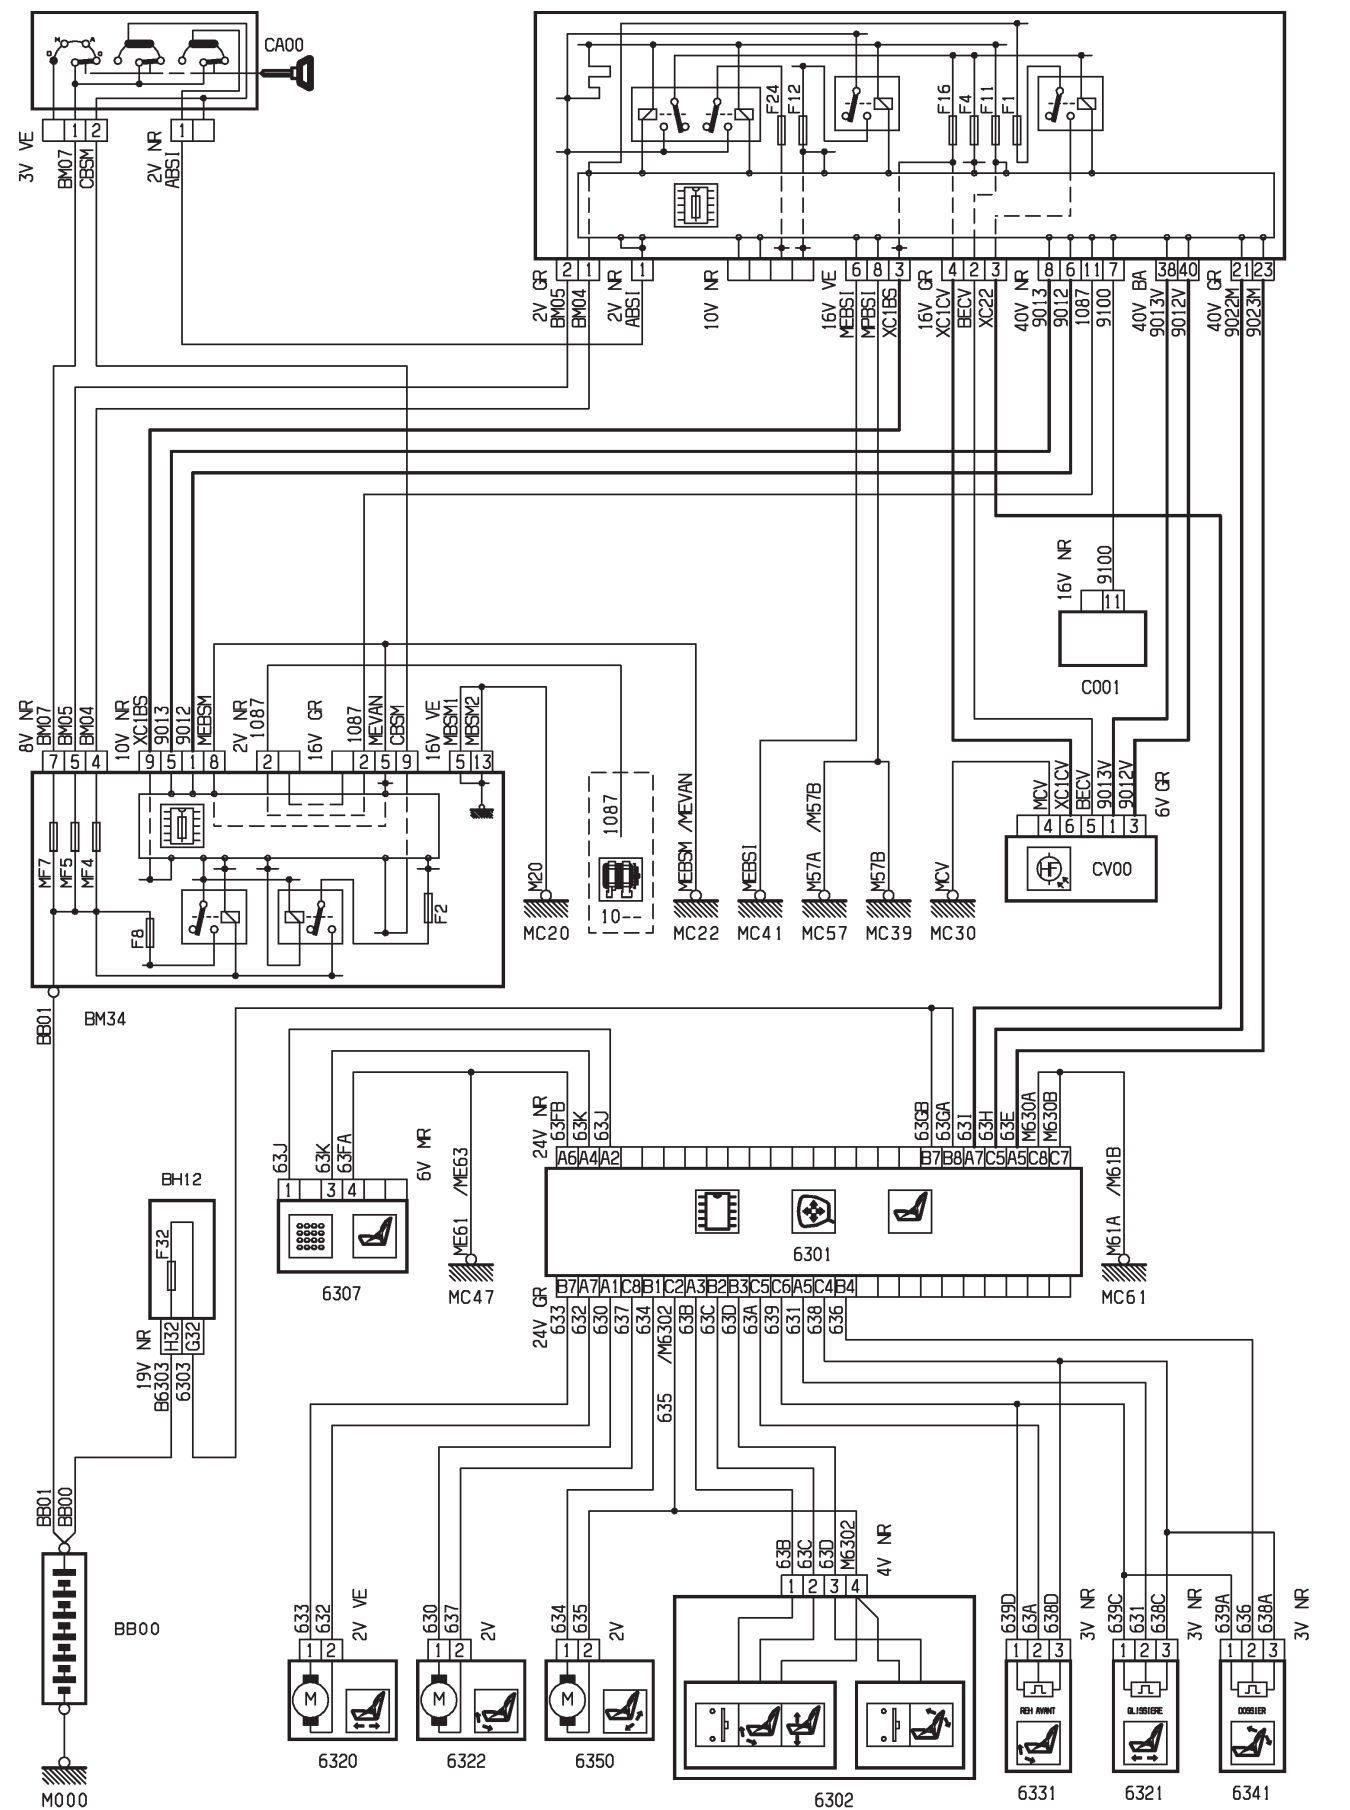 CA00
M A
D
3V VE
1 2
BM07
CBSM
2V NR
1
ABSI
F24
F12
F16
F4
F11
F1
2V GR
2 1
BM05
BM04
2V NR
1
ABSI
10V NR
16V VE
6 8 3
MEBSI
MPBSI
XC1BS
16V GR
4 2 3
XC1CV
BECV
XC22
40V NR
8 6 11 7
9013
9012
1087
9100
40V BA
38 40
9013V
9012V
40V GR
21 23
9022M
9023M
16V NR
9100
11
C001
8V NR
BM07
BM05
BM04
7 5 4
10V NR
XC1BS
9013
9012
MEBSM
9 5 1 8
2V NR
1087
2
16V GR
1087
MEVAN
CBSM
2 5 9
16V VE
MBSM1
MBSM2
5 13
MF7
MF5
MF4
F8
F2
BM34
BB01
M20
MC20
1087
10--
MEBSM /MEVAN
MC22
MEBSI
MC41
M57A /M57B
MC57
M57B
MC39
MCV
MC30
MCV
XC1CV
BECV
9013V
9012V
6V GR
4 6 5 1 3
HF
CV00
63J
63K
63FA
6V MR
1 3 4
6307
ME61 /ME63
MC47
24V NR
63FB
63K
63J
63GB
63GA
63I
63H
63E
M630A
M630B
A6 A4 A2 B7 B8 A7 C5 A5 C8 C7
6301
M61A /M61B
MC61
B7 A7 A1 C8 B1 C2 A3 B2 B3 C5 C6 A5 C4 B4
24V GR
633
632
630
637
634
635 /M6302
63B
63C
63D
63A
639
631
638
636
BH12
F32
19V NR
H32 G32
B6303
6303
BB01
BB00
BB00
M000
633
632
2V VE
1 2
M
6320
630
637
2V
1 2
M
6322
634
635
2V
1 2
M
6350
63B
63C
63D
M6302
4V NR
1 2 3 4
6302
639D
63A
638D
3V NR
1 2 3
REH AVANT
6331
639C
631
638C
3V NR
1 2 3
GLISSIERE
6321
639A
636
638A
3V NR
1 2 3
DOSSIER
6341